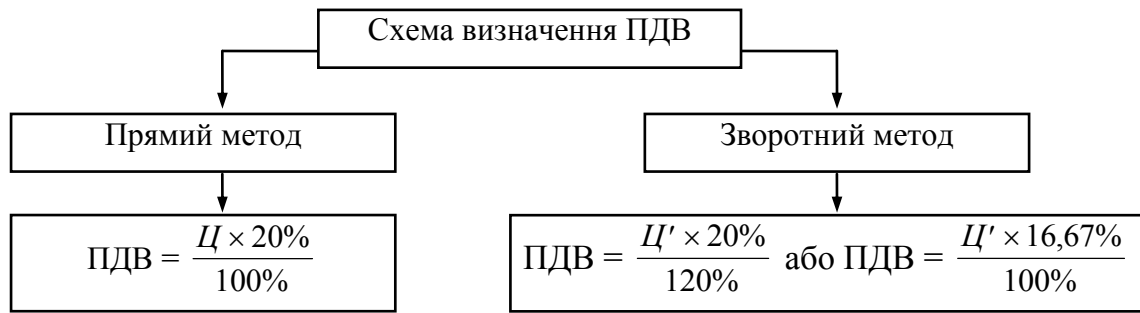 Схема визначення ПДВ
Прямий метод
Зворотний метод
ПДВ = Ц × 20% / 100%
ПДВ = Ц′ × 20% / 120% або ПДВ = Ц′ × 16,67% / 100%